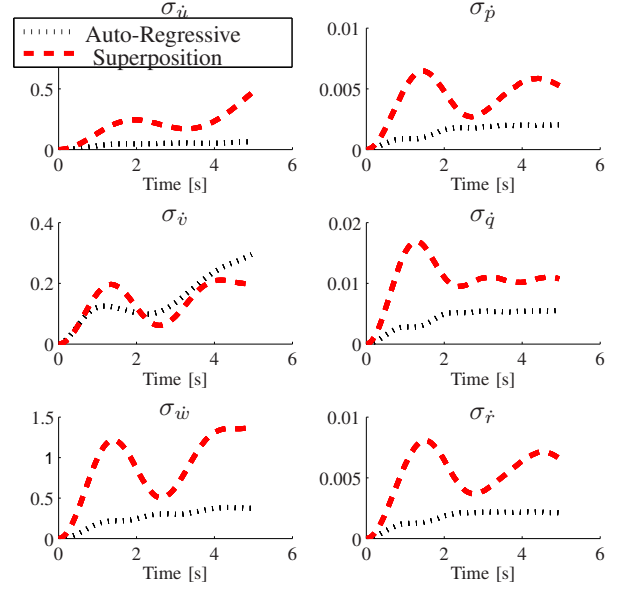 σ_u̇
Auto-Regressive
Superposition
0.5
0
0 2 4 6
Time [s]
σ_ṗ
0.01
0.005
0
0 2 4 6
Time [s]
σ_v̇
0.4
0.2
0
0 2 4 6
Time [s]
σ_q̇
0.02
0.01
0
0 2 4 6
Time [s]
σ_ẇ
1.5
1
0.5
0
0 2 4 6
Time [s]
σ_ṙ
0.01
0.005
0
0 2 4 6
Time [s]